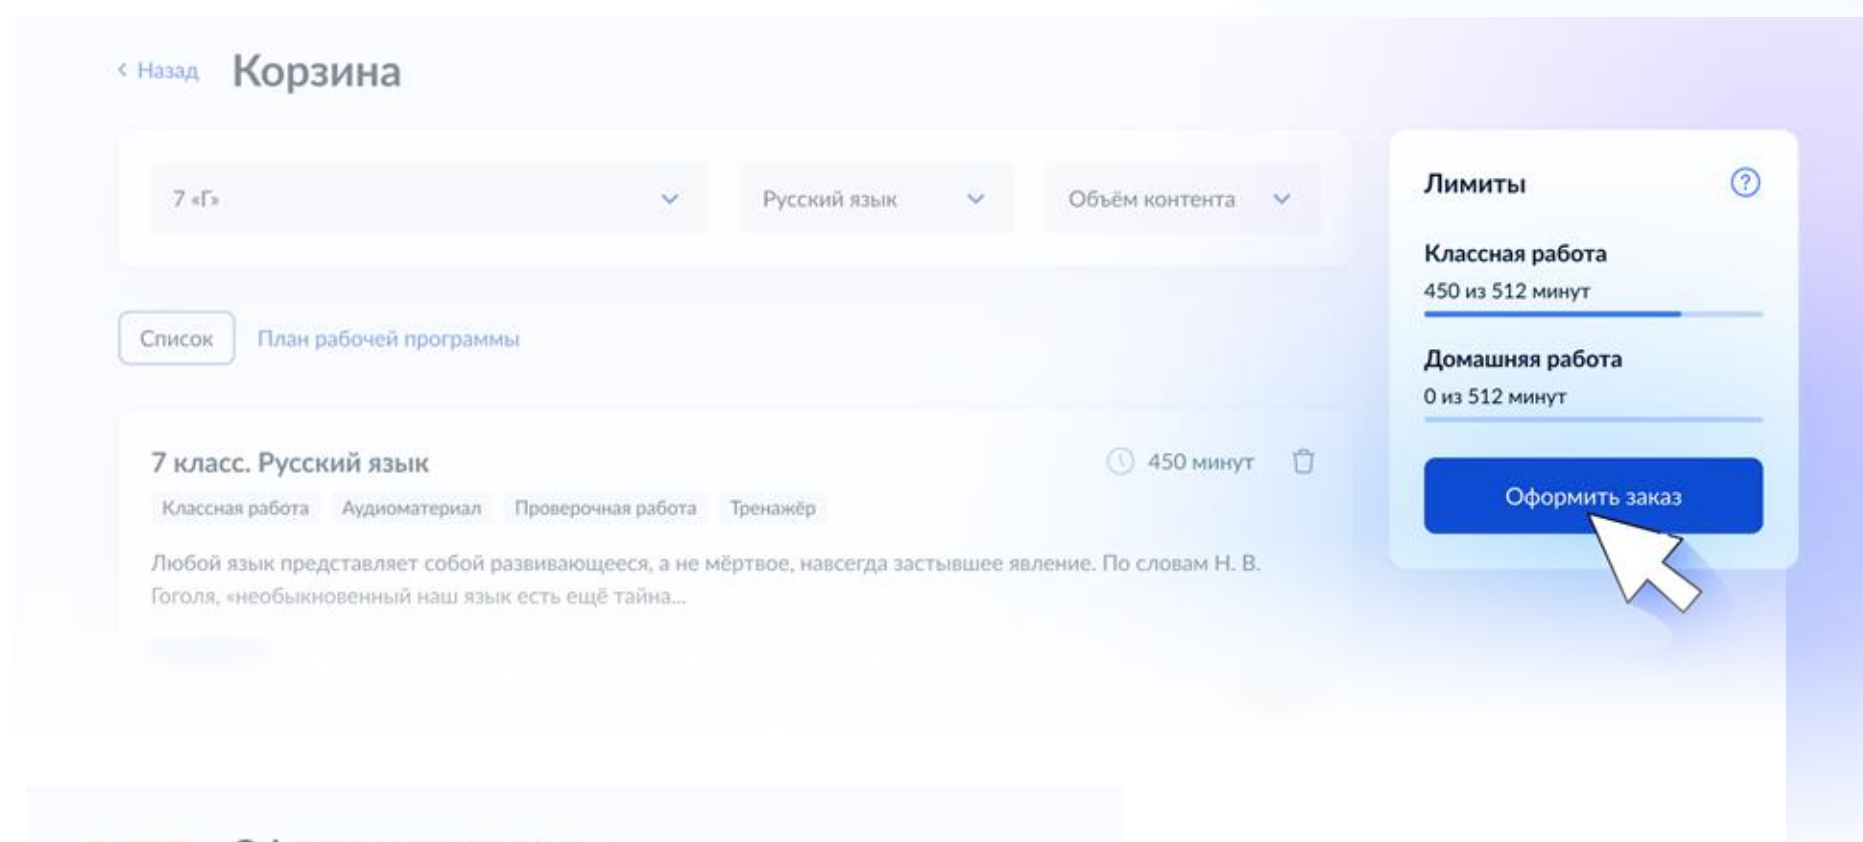 Назад Корзина
7 «Г» Русский язык Объём контента
Список План рабочей программы
7 класс. Русский язык 450 минут
Классная работа Аудиоматериал Проверочная работа Тренажёр
Любой язык представляет собой развивающееся, а не мёртвое, навсегда застывшее явление. По словам Н. В.
Гоголя, «необыкновенный наш язык есть ещё тайна...
Лимиты
Классная работа
450 из 512 минут
Домашняя работа
0 из 512 минут
Оформить заказ